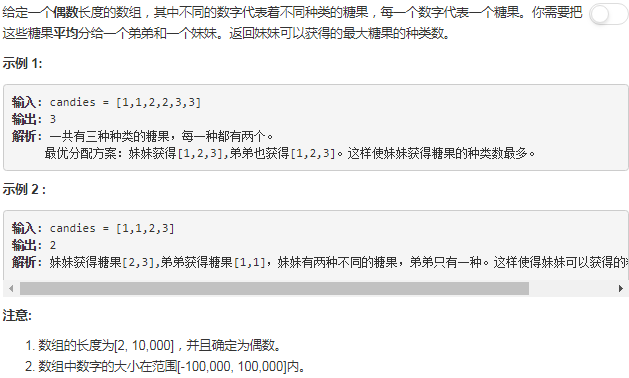 给定一个偶数长度的数组，其中不同的数字代表着不同种类的糖果，每一个数字代表一个糖果。你需要把
这些糖果平均分给一个弟弟和一个妹妹。返回妹妹可以获得的最大糖果的种类数。
示例 1:
输入: candies = [1,1,2,2,3,3]
输出: 3
解析: 一共有三种种类的糖果，每一种都有两个。
最优分配方案：妹妹获得[1,2,3],弟弟也获得[1,2,3]。这样使妹妹获得糖果的种类数最多。
示例 2 :
输入: candies = [1,1,2,3]
输出: 2
解析: 妹妹获得糖果[2,3],弟弟获得糖果[1,1]，妹妹有两种不同的糖果，弟弟只有一种。这样使得妹妹可以获得的
注意:
1. 数组的长度为[2, 10,000]，并且确定为偶数。
2. 数组中数字的大小在范围[-100,000, 100,000]内。